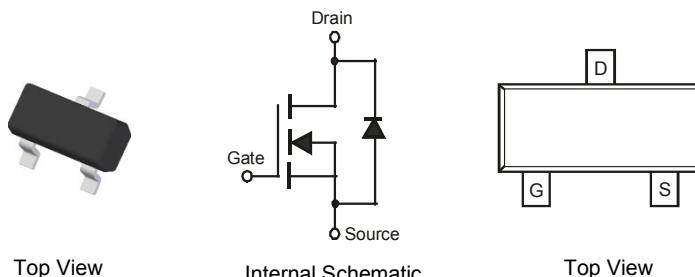 Drain
D
Gate
G
S
Source
Top View
Internal Schematic
Top View